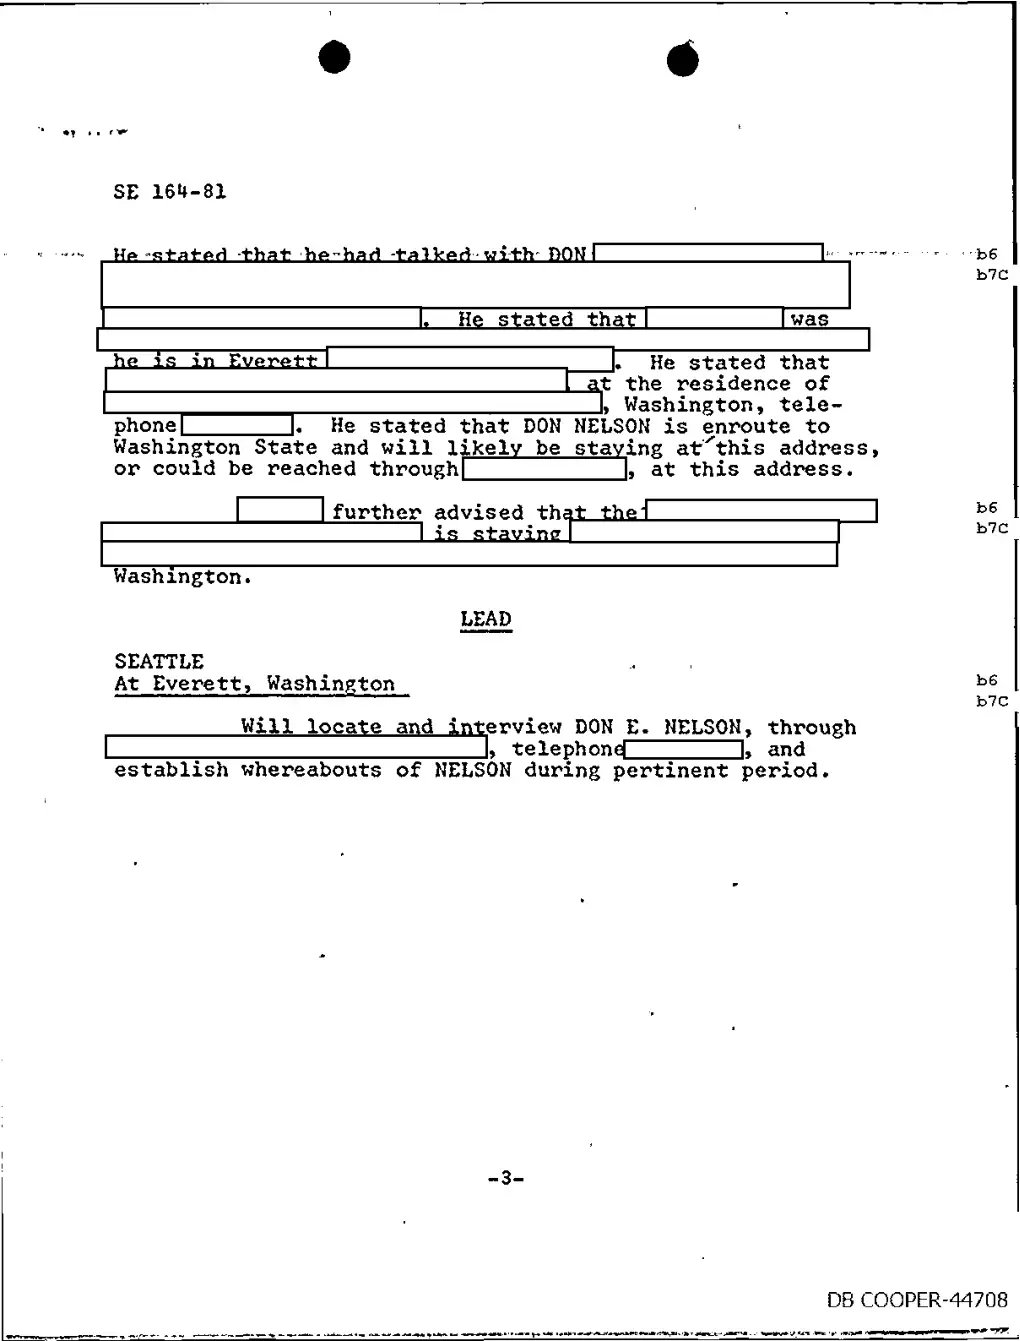 SE 164-81
He stated that he had talked with DON b6
b7C
. He stated that was
he is in Everett . He stated that
, at the residence of
, Washington, tele-
phone . He stated that DON NELSON is enroute to
Washington State and will likely be staying at this address,
or could be reached through , at this address.
further advised that the b6
is staying b7C
Washington.
LEAD
SEATTLE
At Everett, Washington b6
b7C
Will locate and interview DON E. NELSON, through
, telephone , and
establish whereabouts of NELSON during pertinent period.
-3-
DB COOPER-44708